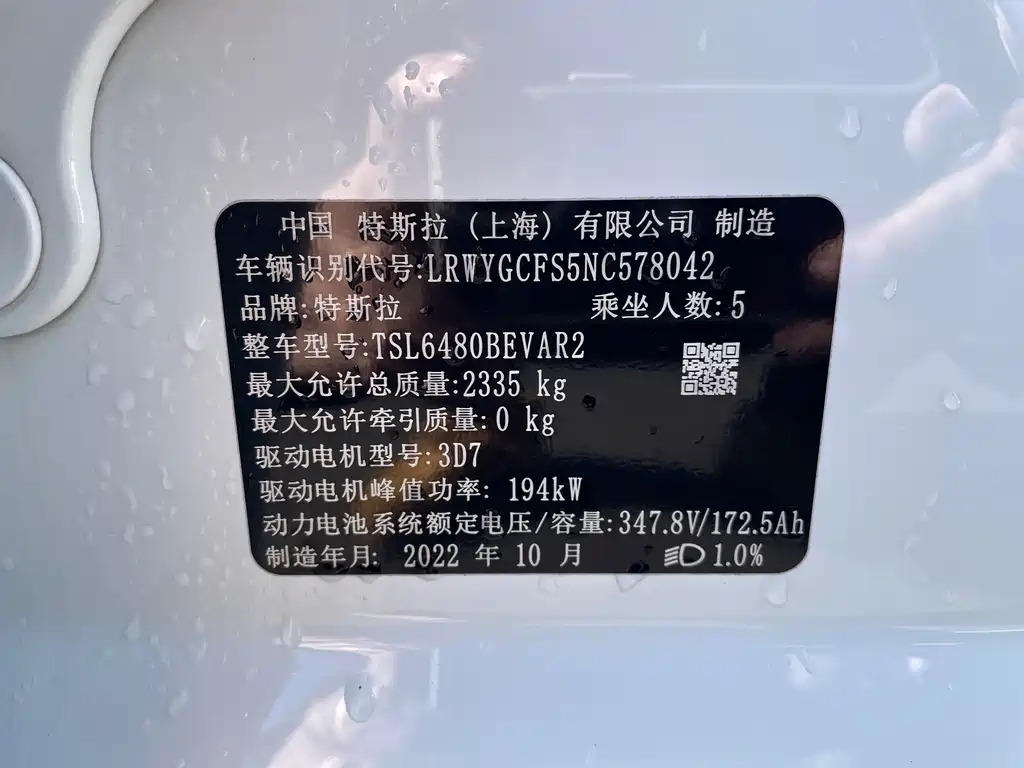 中国 特斯拉 (上海) 有限公司 制造
车辆识别代号:LRWYGCFS5NC578042
品牌:特斯拉 乘坐人数:5
整车型号:TSL6480BEVAR2
最大允许总质量:2335 kg
最大允许牵引质量:0 kg
驱动电机型号:3D7
驱动电机峰值功率: 194kW
动力电池系统额定电压/容量:347.8V/172.5Ah
制造年月: 2022 年 10 月 1.0%